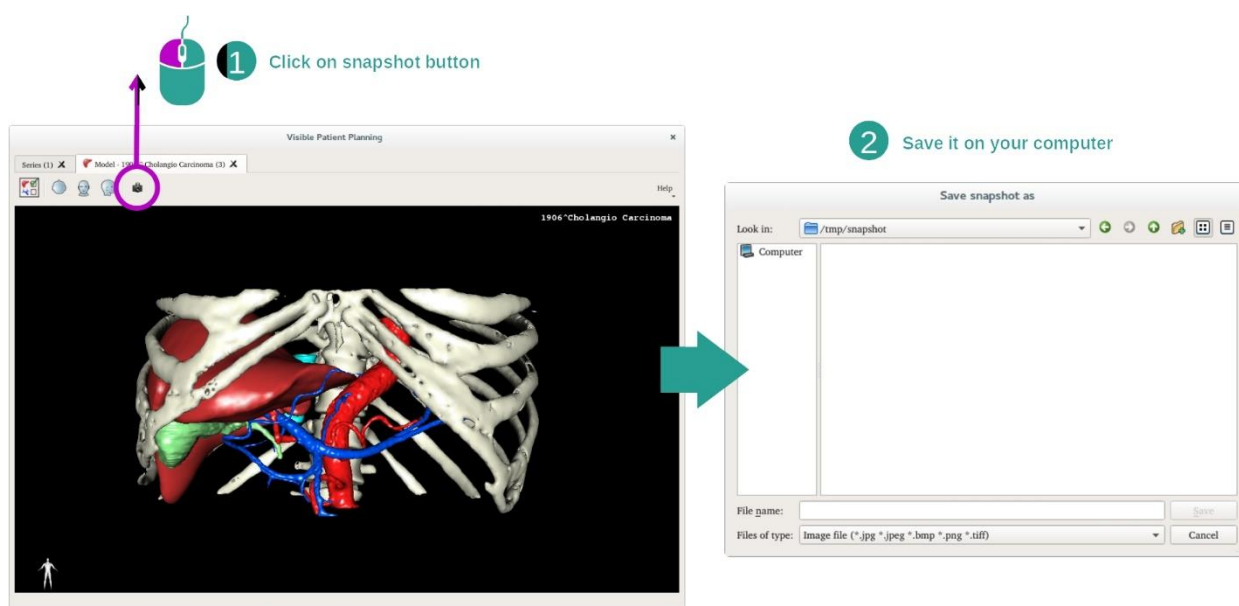 1 Click on snapshot button
Visible Patient Planning
Series (1) Cholangio Carcinoma (3)
Help
1906^Cholangio Carcinoma
2 Save it on your computer
Save snapshot as
Look in: /tmp/snapshot
Computer
File name: Save
Files of type: Image file (*.jpg *.jpeg *.bmp *.png *.tiff) Cancel